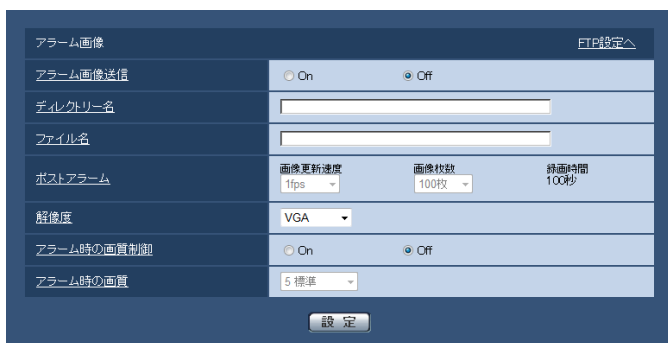 アラーム画像 FTP設定へ
アラーム画像送信 On Off
ディレクトリー名
ファイル名
ポストアラーム 画像更新速度 画像枚数 録画時間
1fps 100枚 100秒
解像度 VGA
アラーム時の画質制御 On Off
アラーム時の画質 5 標準
設 定